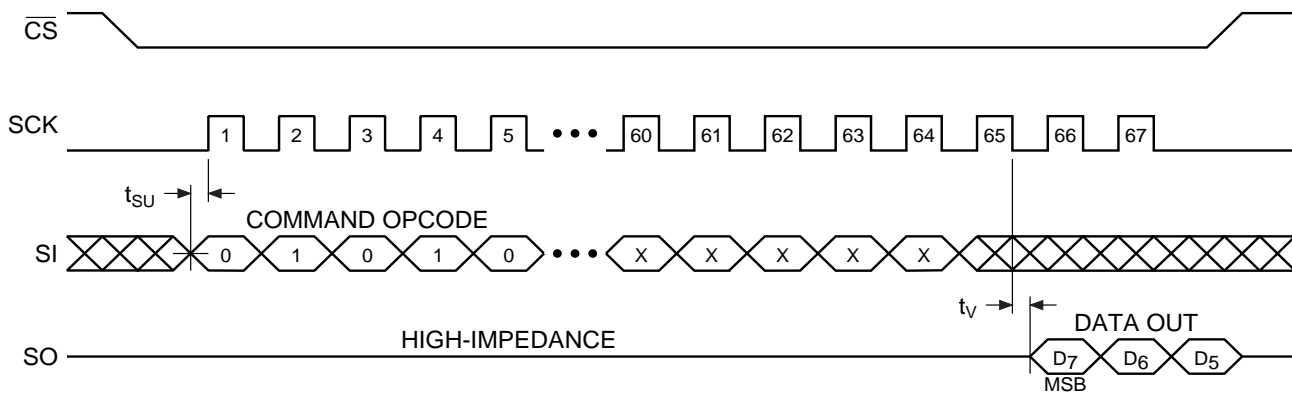 CS
SCK
1 2 3 4 5 ••• 60 61 62 63 64 65 66 67
tSU
COMMAND OPCODE
SI
0 1 0 1 0 ••• X X X X X
tV
HIGH-IMPEDANCE
DATA OUT
SO
D7 D6 D5
MSB